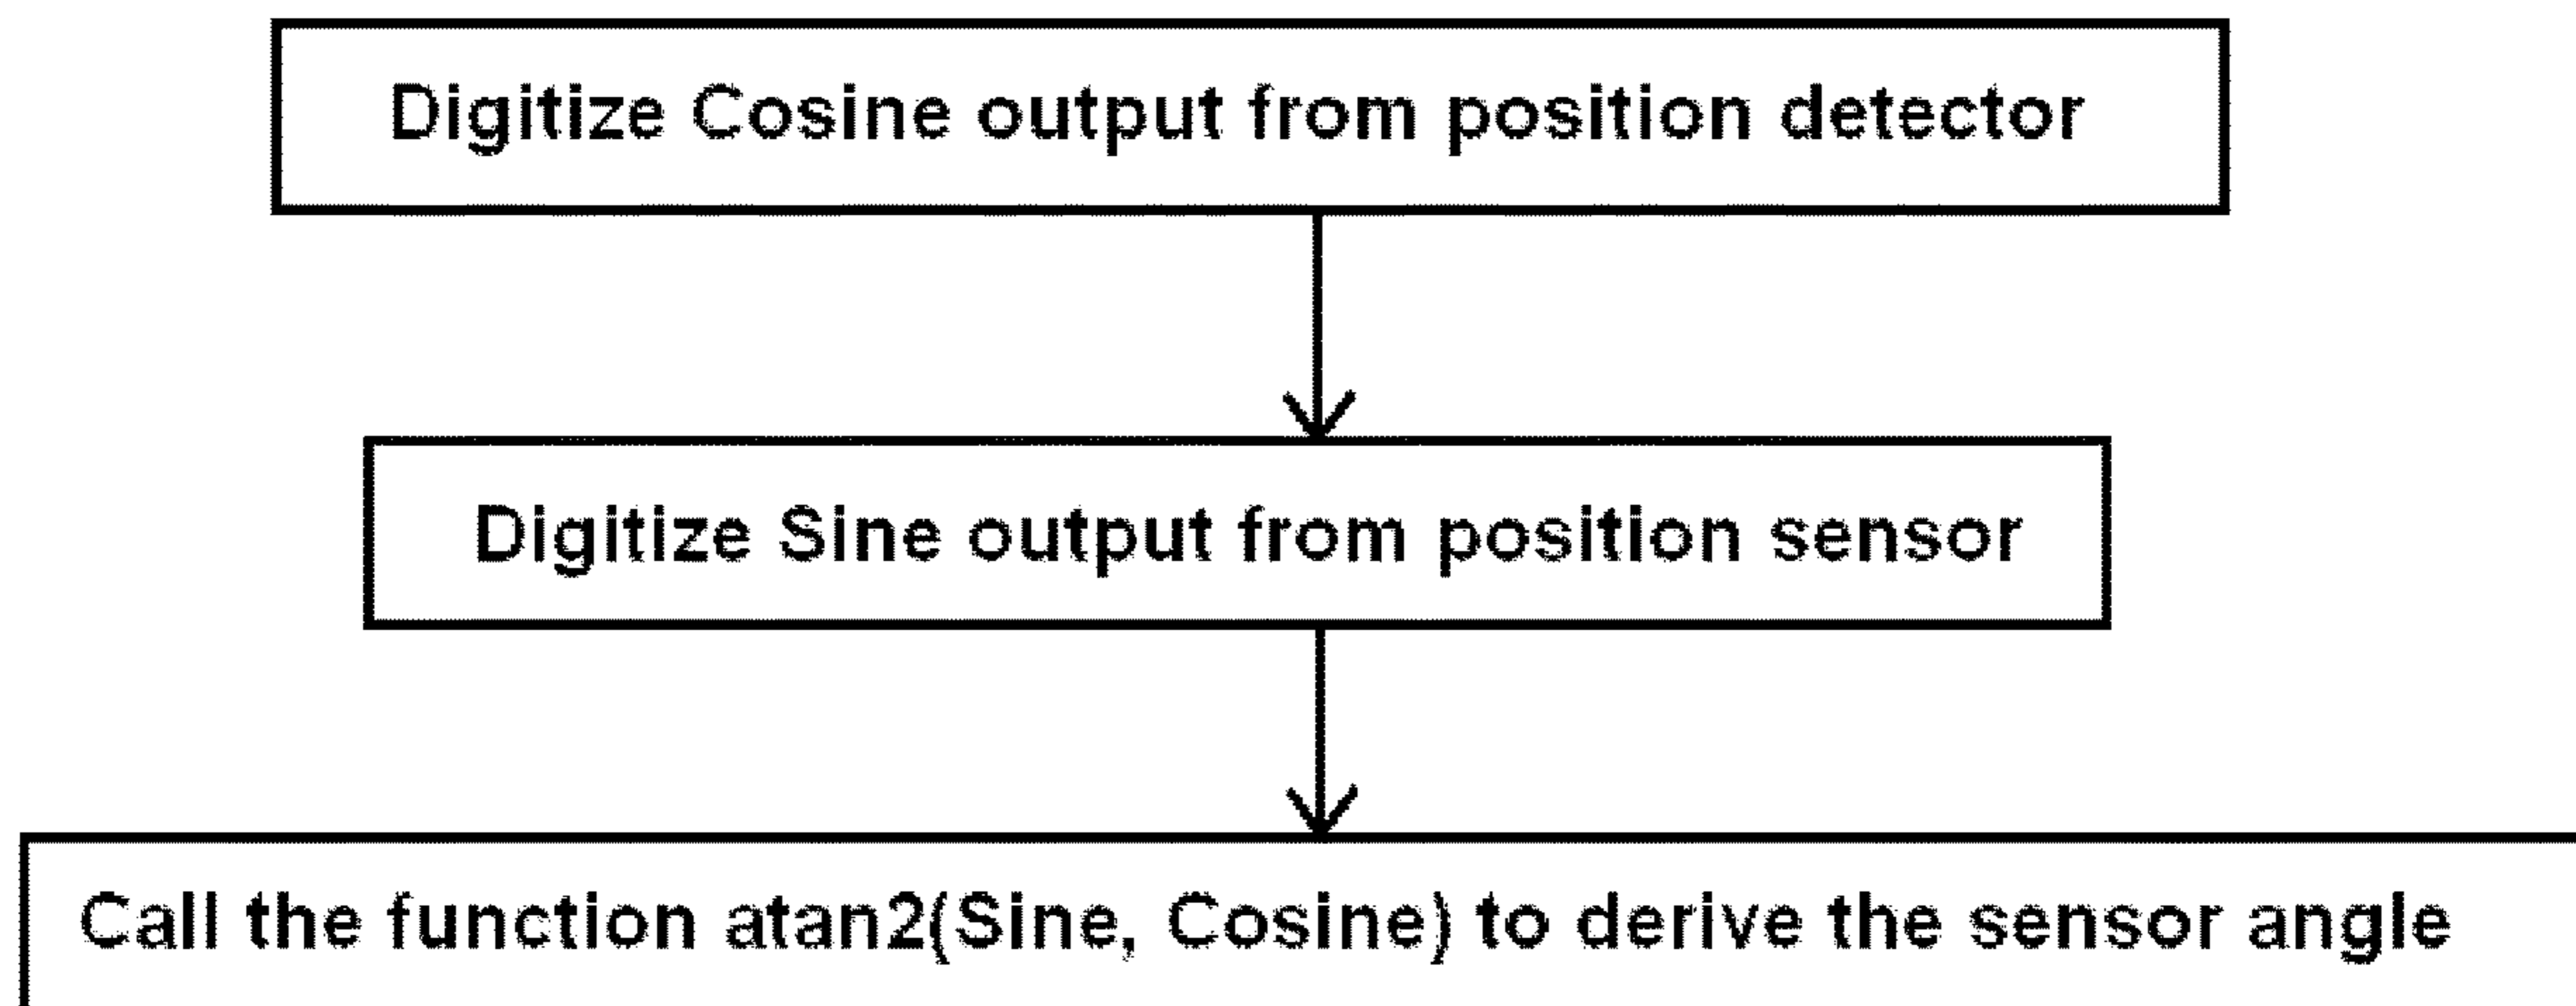 Digitize Cosine output from position detector
Digitize Sine output from position sensor
Call the function atan2(Sine, Cosine) to derive the sensor angle